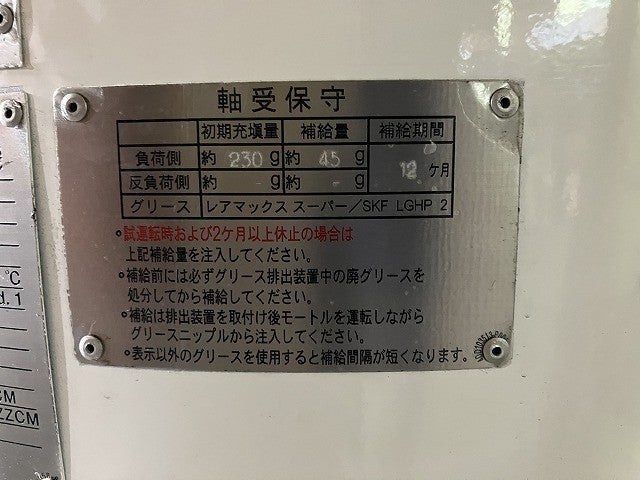 軸受保守
初期充填量 補給量 補給期間
負荷側 約 230 g 約 45 g 12 ケ月
反負荷側 約 - g 約 - g
グリース レアマックス スーパー/SKF LGHP 2
•試運転時および2ケ月以上休止の場合は
上記補給量を注入してください。
•補給前には必ずグリース排出装置中の廃グリースを
処分してから補給してください。
•補給は排出装置を取付け後モートルを運転しながら
グリースニップルから注入してください。
•表示以外のグリースを使用すると補給間隔が短くなります。
℃
d.1
CM
ZZCM